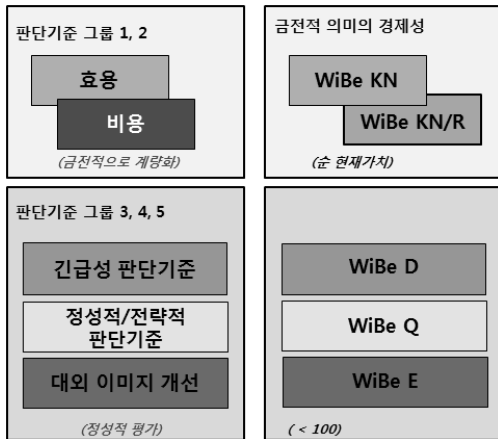 판단기준 그룹 1, 2
효용
비용
(금전적으로 계량화)
금전적 의미의 경제성
WiBe KN
WiBe KN/R
(순 현재가치)
판단기준 그룹 3, 4, 5
긴급성 판단기준
정성적/전략적
판단기준
대외 이미지 개선
(정성적 평가)
WiBe D
WiBe Q
WiBe E
( < 100)